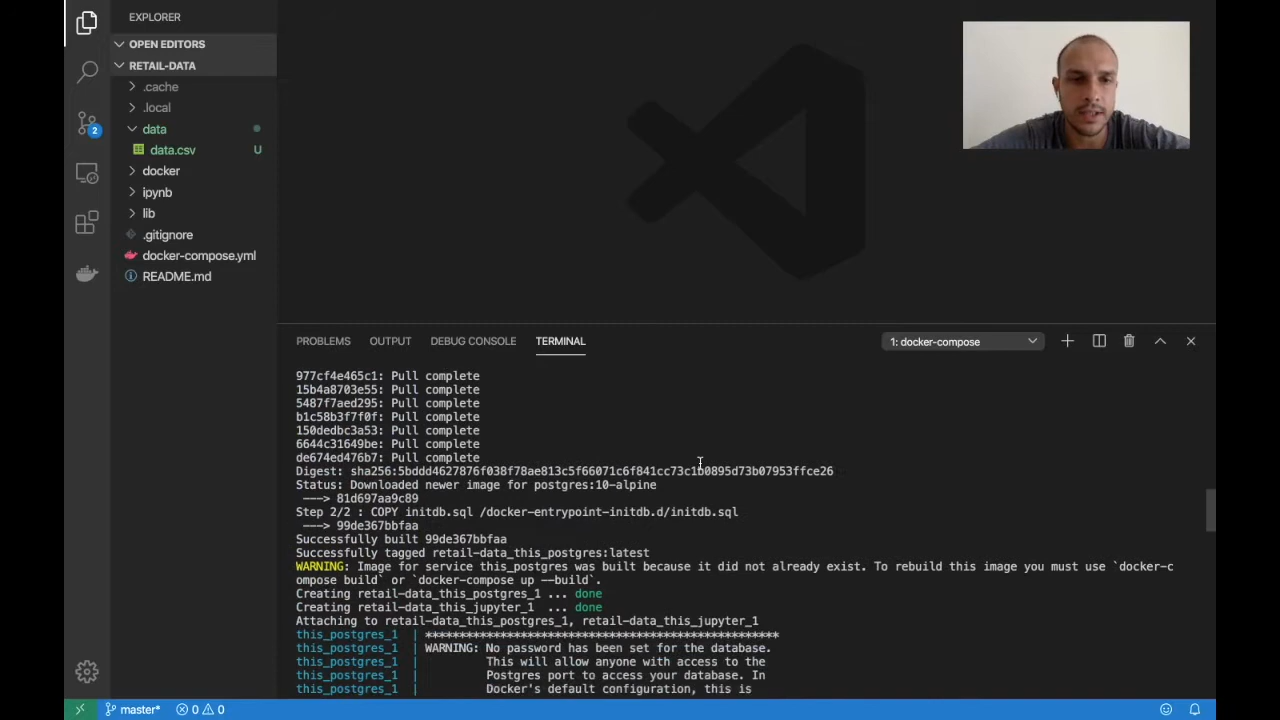 EXPLORER
OPEN EDITORS
RETAIL-DATA
.cache
.local
data
data.csv U
docker
ipynb
lib
.gitignore
docker-compose.yml
README.md
2
PROBLEMS OUTPUT DEBUG CONSOLE TERMINAL 1: docker-compose
977cf4e465c1: Pull complete
15b4a8703e55: Pull complete
5487f7aed295: Pull complete
b1c58b3f7f0f: Pull complete
150dedbc3a53: Pull complete
6644c31649be: Pull complete
de674ed476b7: Pull complete
Digest: sha256:5bddd4627876f038f78ae813c5f66071c6f841cc73c1b0895d73b07953ffce26
Status: Downloaded newer image for postgres:10-alpine
---> 81d697aa9c89
Step 2/2 : COPY initdb.sql /docker-entrypoint-initdb.d/initdb.sql
---> 99de367bbfaa
Successfully built 99de367bbfaa
Successfully tagged retail-data_this_postgres:latest
WARNING: Image for service this_postgres was built because it did not already exist. To rebuild this image you must use `docker-c
ompose build` or `docker-compose up --build`.
Creating retail-data_this_postgres_1 ... done
Creating retail-data_this_jupyter_1 ... done
Attaching to retail-data_this_postgres_1, retail-data_this_jupyter_1
this_postgres_1 | ****************************************************
this_postgres_1 | WARNING: No password has been set for the database.
this_postgres_1 | This will allow anyone with access to the
this_postgres_1 | Postgres port to access your database. In
this_postgres_1 | Docker's default configuration, this is
master* 0 0